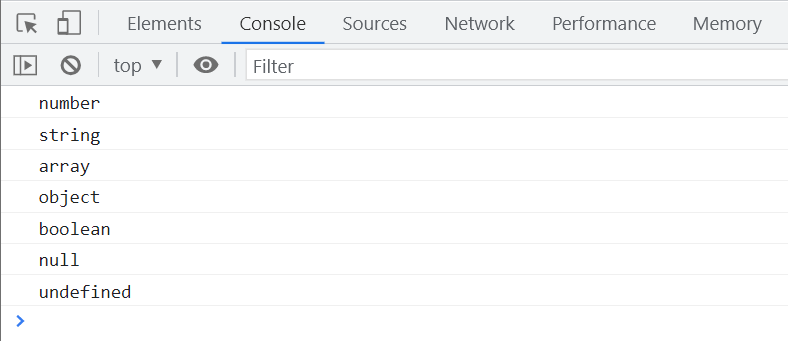 Elements Console Sources Network Performance Memory
top Filter
number
string
array
object
boolean
null
undefined